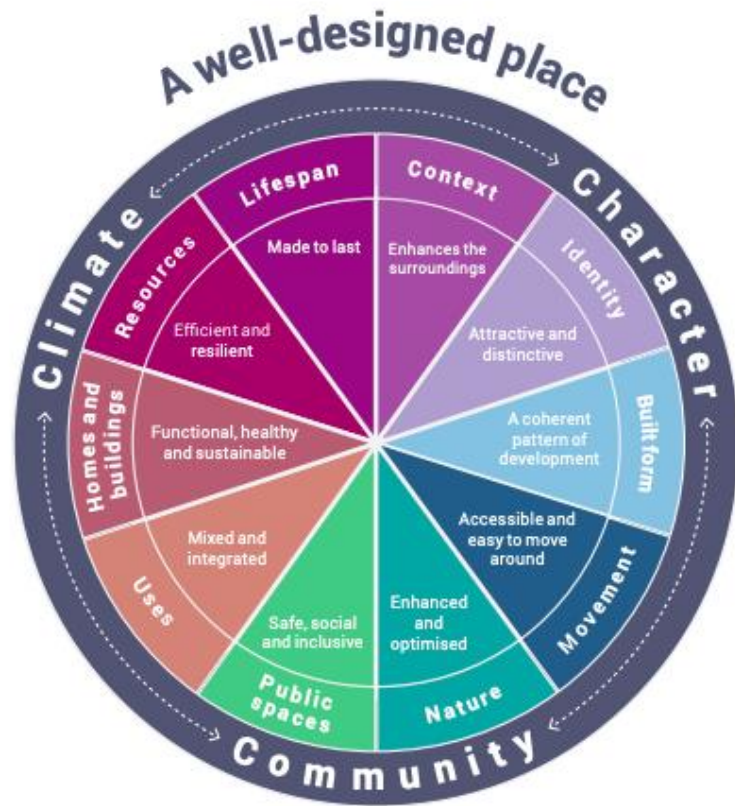 A well-designed place
Climate
Character
Community
Context
Enhances the
surroundings
Identity
Attractive and
distinctive
Built form
A coherent
pattern of
development
Movement
Accessible and
easy to move
around
Nature
Enhanced
and
optimised
Public
spaces
Safe, social
and inclusive
Uses
Mixed and
integrated
Homes and
buildings
Functional, healthy
and sustainable
Resources
Efficient and
resilient
Lifespan
Made to last